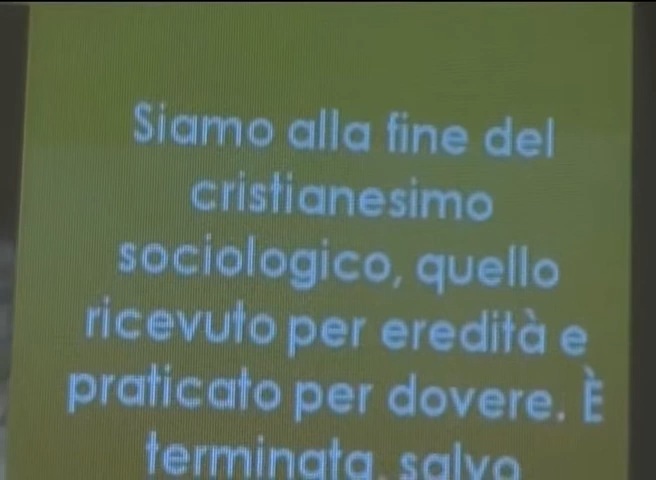 Siamo alla fine del
cristianesimo
sociologico, quello
ricevuto per eredità e
praticato per dovere. È
terminata, salvo